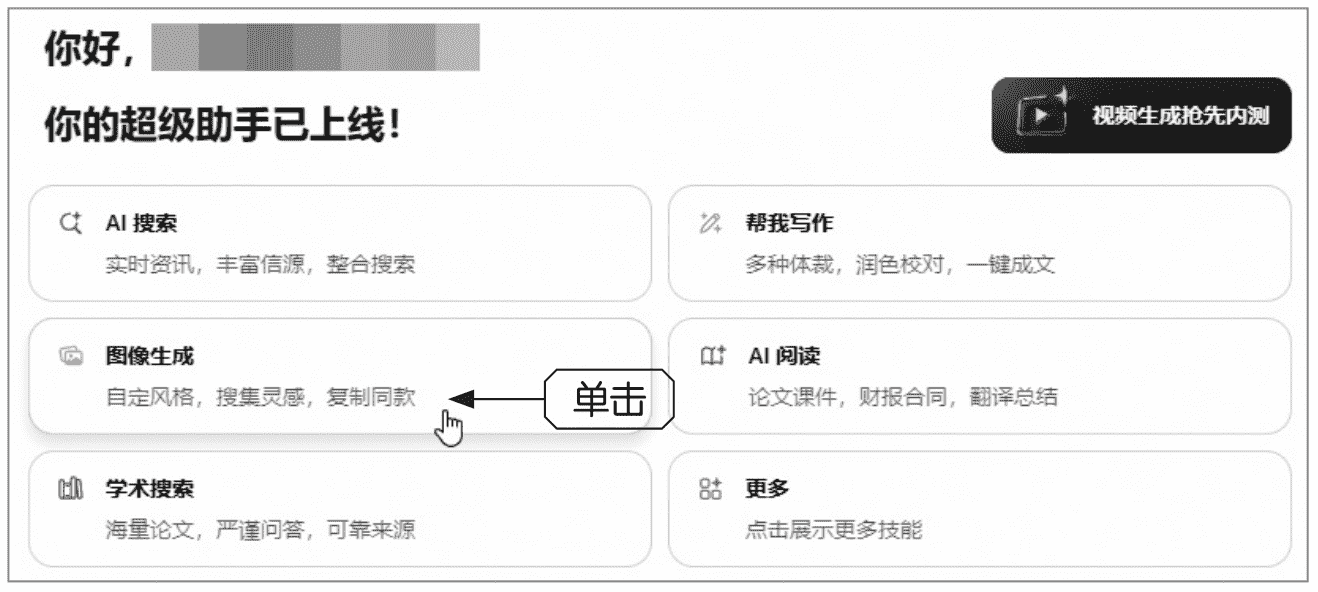 你好，
你的超级助手已上线！
视频生成抢先内测
AI 搜索
实时资讯，丰富信源，整合搜索
帮我写作
多种体裁，润色校对，一键成文
图像生成
自定风格，搜集灵感，复制同款
单击
AI 阅读
论文课件，财报合同，翻译总结
学术搜索
海量论文，严谨问答，可靠来源
更多
点击展示更多技能